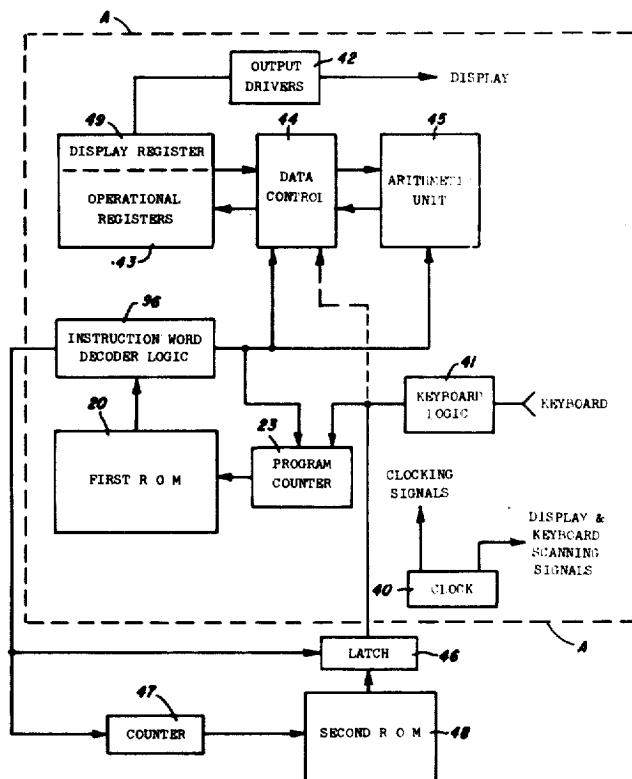 A
42
OUTPUT
DRIVERS
DISPLAY
49
DISPLAY REGISTER
OPERATIONAL
REGISTERS
43
44
DATA
CONTROL
45
ARITHMETIC
UNIT
96
INSTRUCTION WORD
DECODER LOGIC
41
KEYBOARD
LOGIC
KEYBOARD
20
FIRST R O M
23
PROGRAM
COUNTER
CLOCKING
SIGNALS
DISPLAY &
KEYBOARD
SCANNING
SIGNALS
40
CLOCK
A
LATCH
46
47
COUNTER
SECOND R O M
48